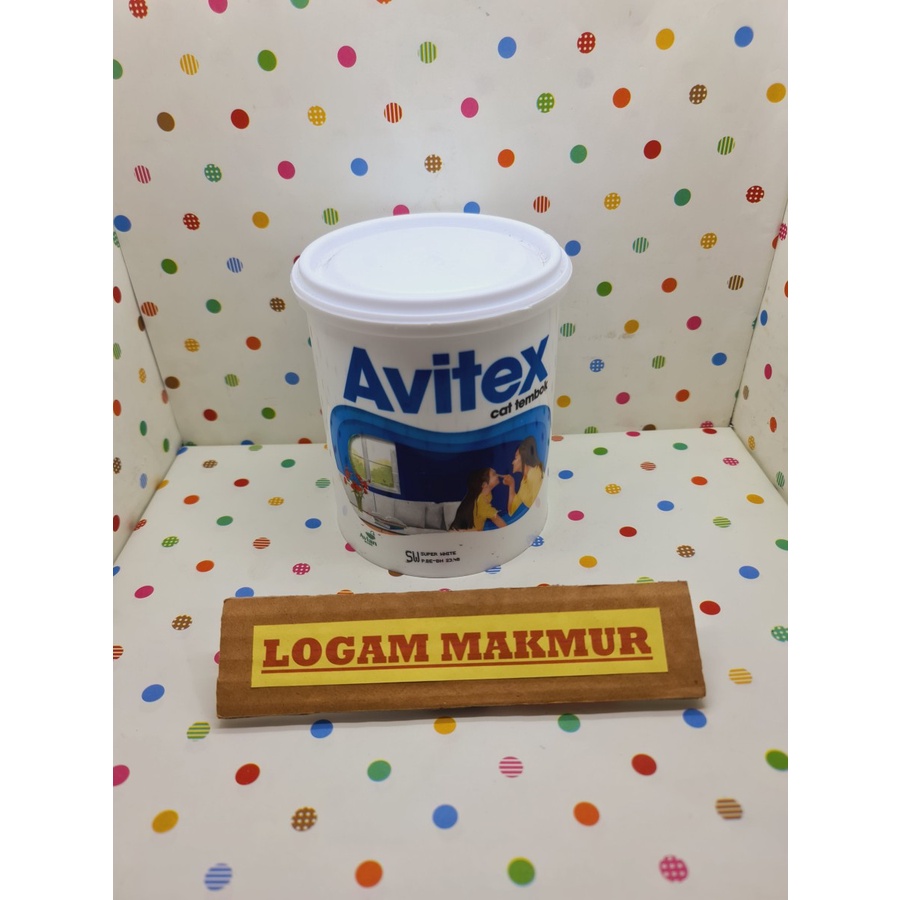 Avitex
cat tembok
SW SUPER WHITE
LOGAM MAKMUR